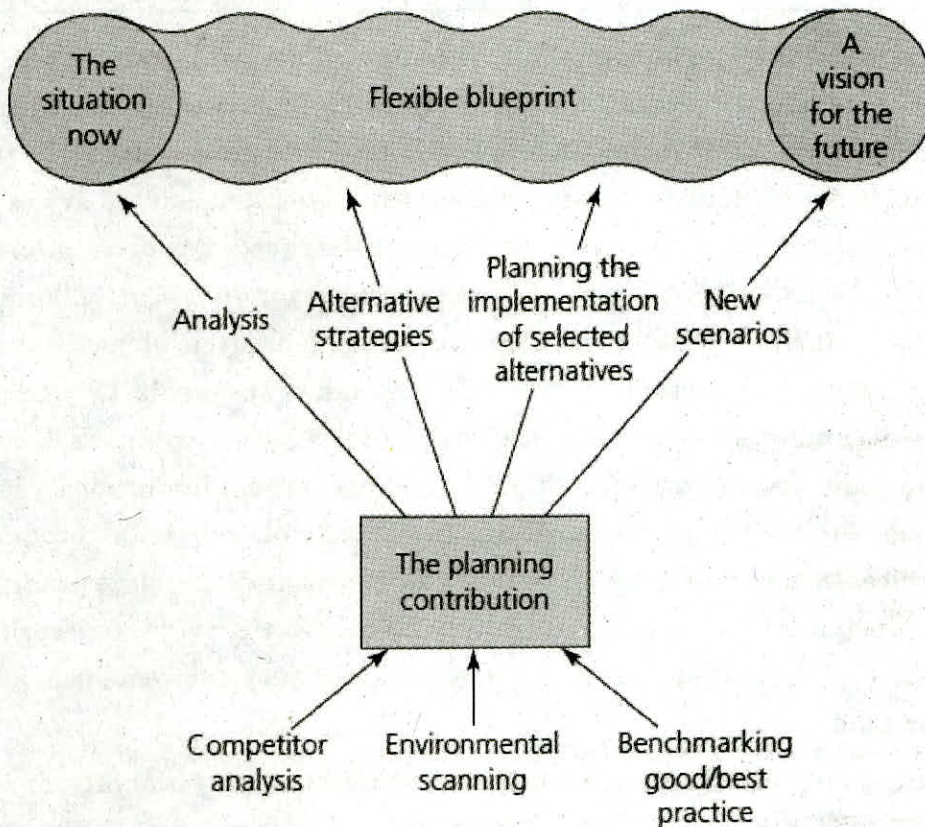 The
situation
now
Flexible blueprint
A
vision
for the
future
Analysis
Alternative
strategies
Planning the
implementation
of selected
alternatives
New
scenarios
The planning
contribution
Competitor
analysis
Environmental
scanning
Benchmarking
good/best
practice